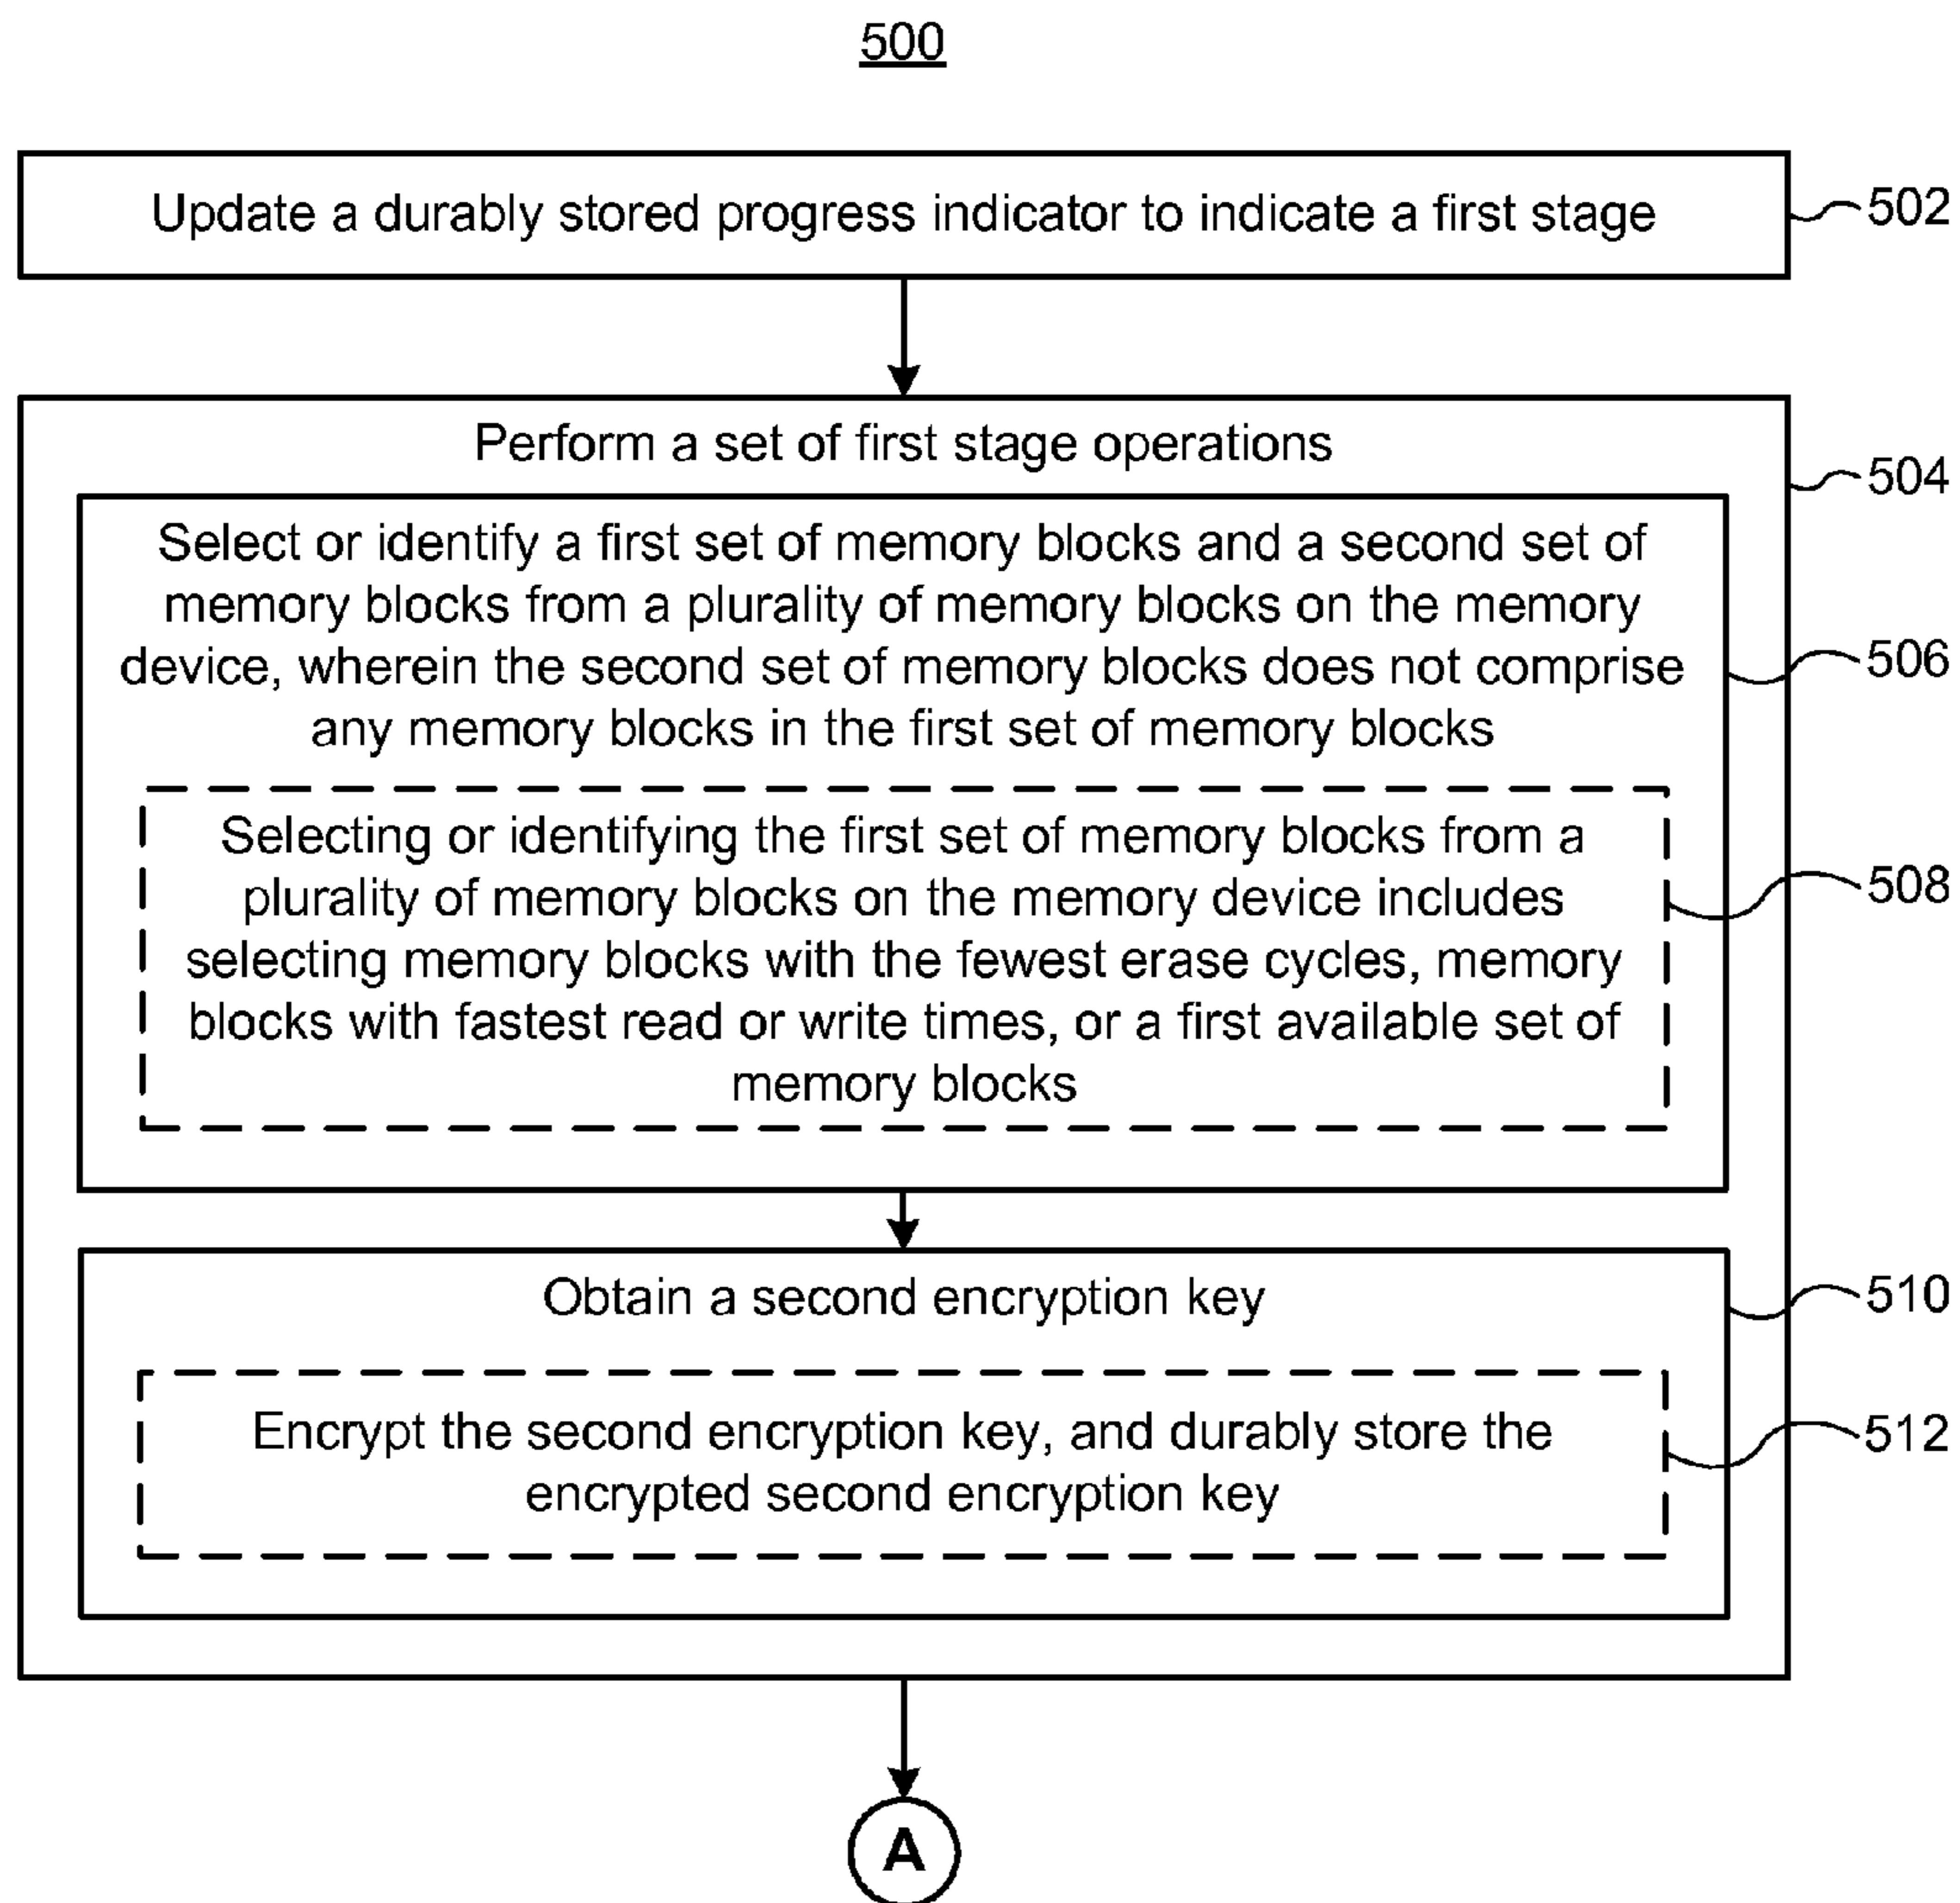 500
Update a durably stored progress indicator to indicate a first stage
502
Perform a set of first stage operations
504
Select or identify a first set of memory blocks and a second set of
memory blocks from a plurality of memory blocks on the memory
device, wherein the second set of memory blocks does not comprise
any memory blocks in the first set of memory blocks
506
Selecting or identifying the first set of memory blocks from a
plurality of memory blocks on the memory device includes
selecting memory blocks with the fewest erase cycles, memory
blocks with fastest read or write times, or a first available set of
memory blocks
508
Obtain a second encryption key
510
Encrypt the second encryption key, and durably store the
encrypted second encryption key
512
A